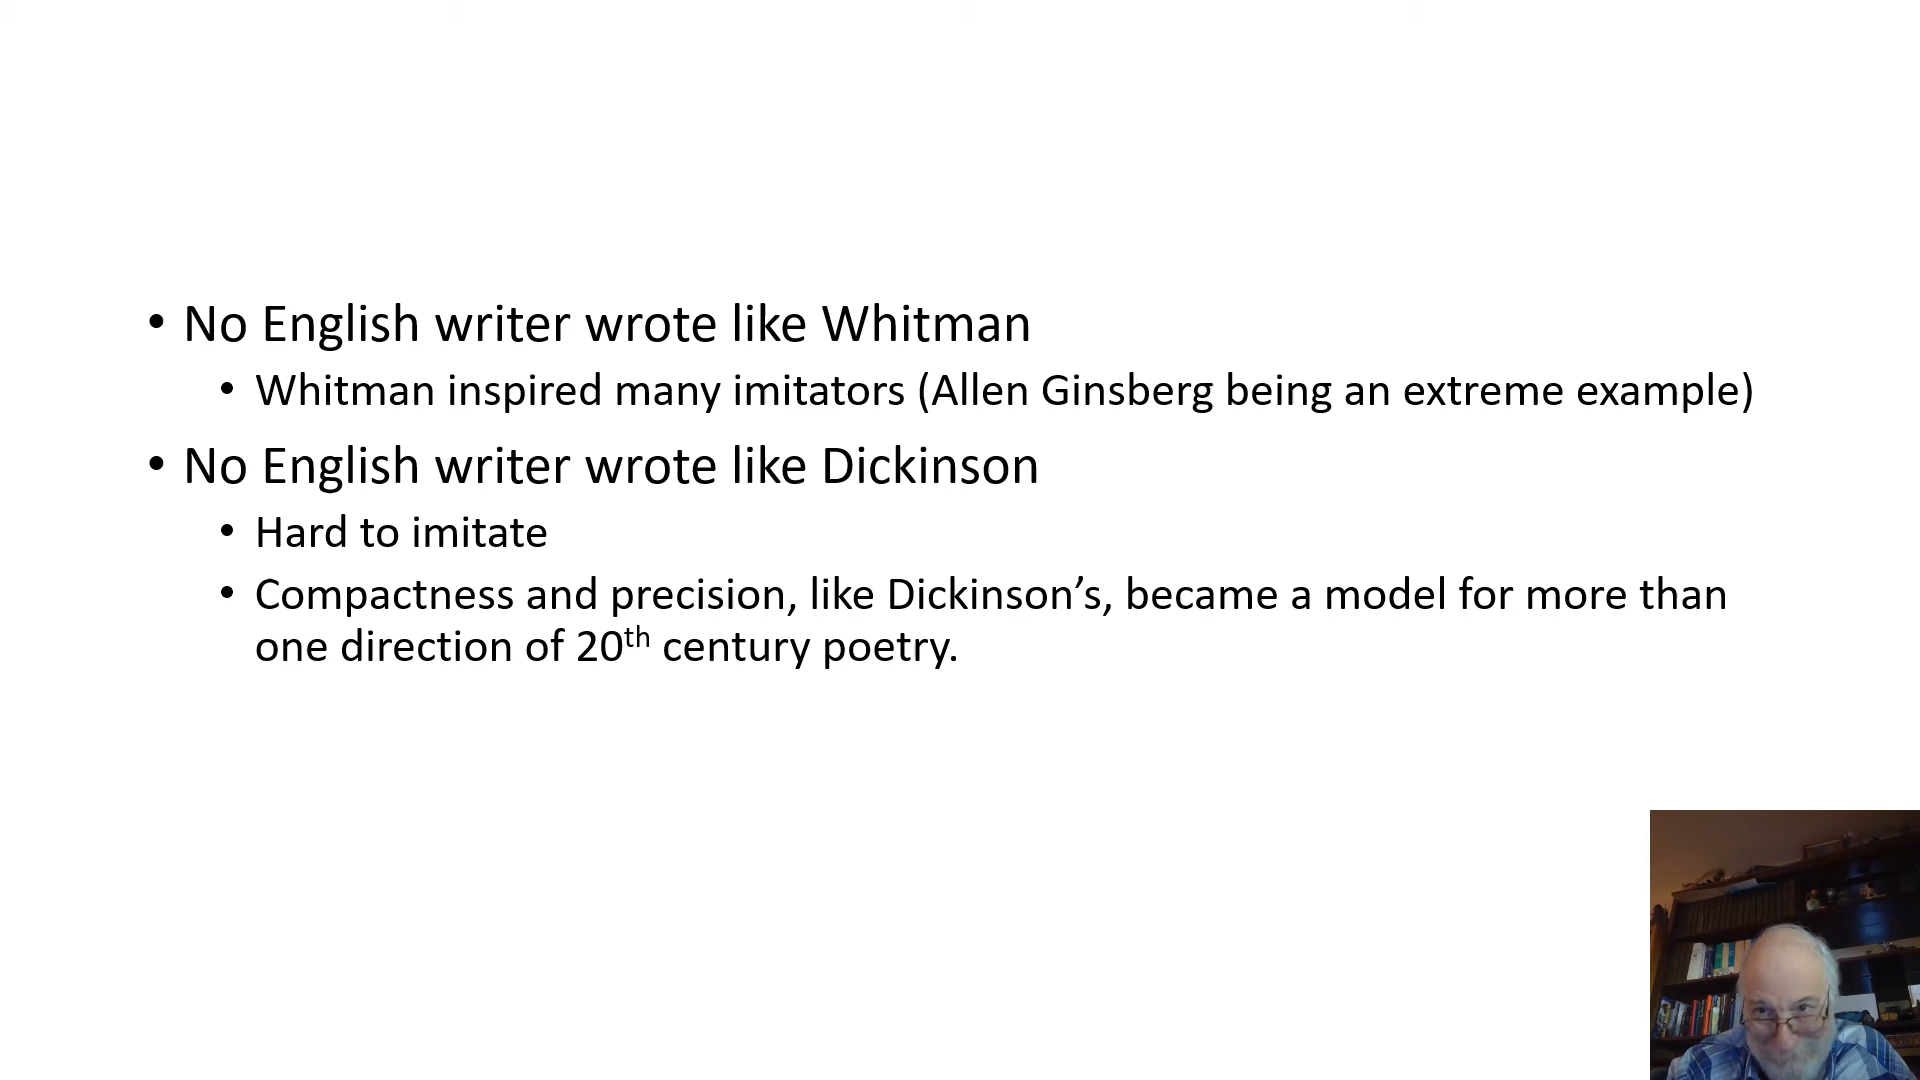 • No English writer wrote like Whitman
• Whitman inspired many imitators (Allen Ginsberg being an extreme example)
• No English writer wrote like Dickinson
• Hard to imitate
• Compactness and precision, like Dickinson’s, became a model for more than
one direction of 20th century poetry.